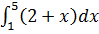 ∫₁⁵(2 + x)dx